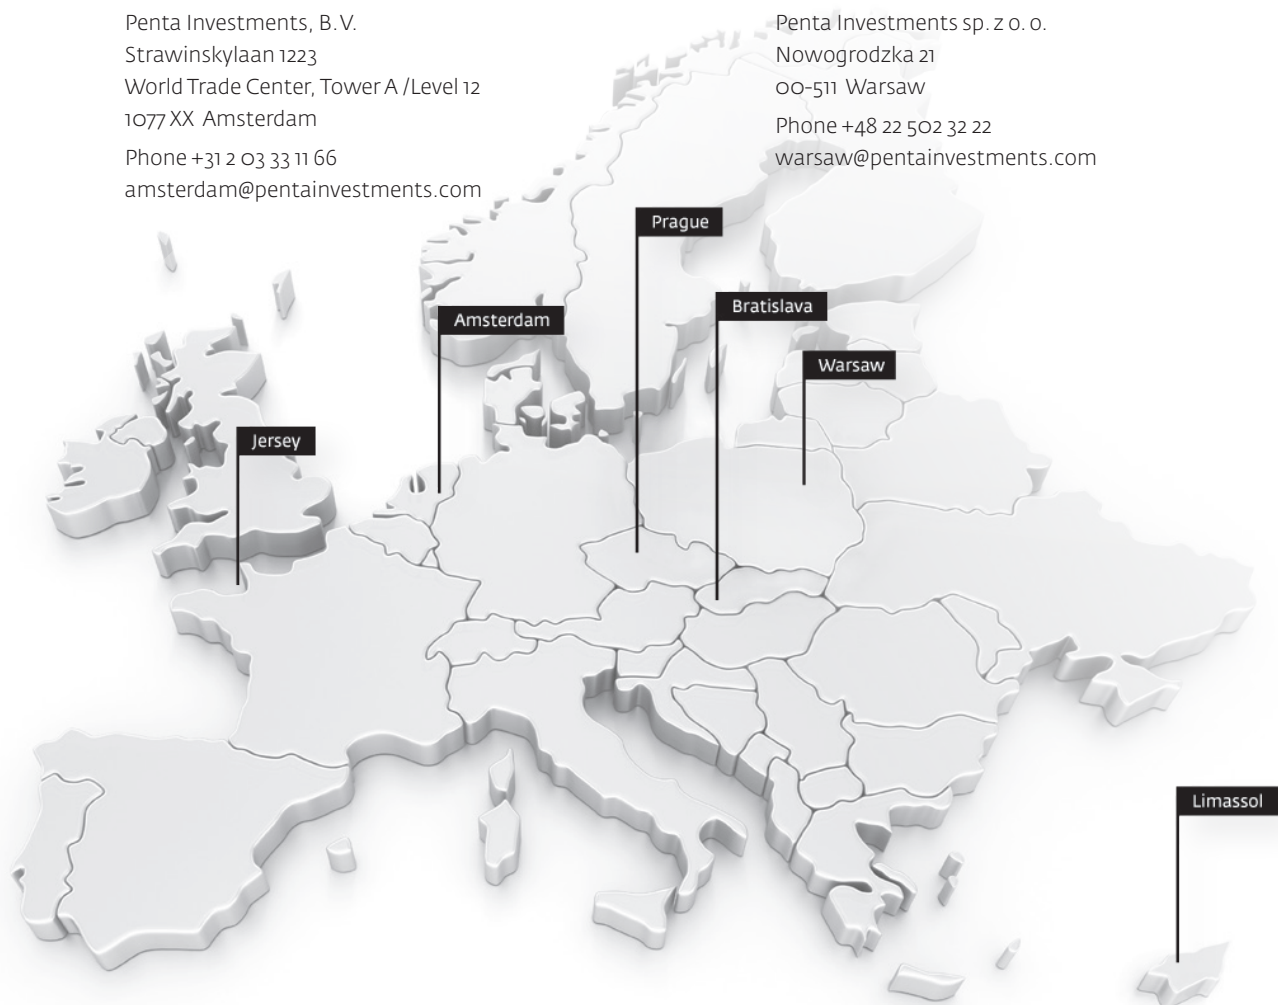 Penta Investments, B.V.
Strawinskylaan 1223
World Trade Center, Tower A /Level 12
1077 XX Amsterdam
Phone +31 2 03 33 11 66
amsterdam@pentainvestments.com
Penta Investments sp. z o. o.
Nowogrodzka 21
00-511 Warsaw
Phone +48 22 502 32 22
warsaw@pentainvestments.com
Prague
Bratislava
Amsterdam
Warsaw
Jersey
Limassol